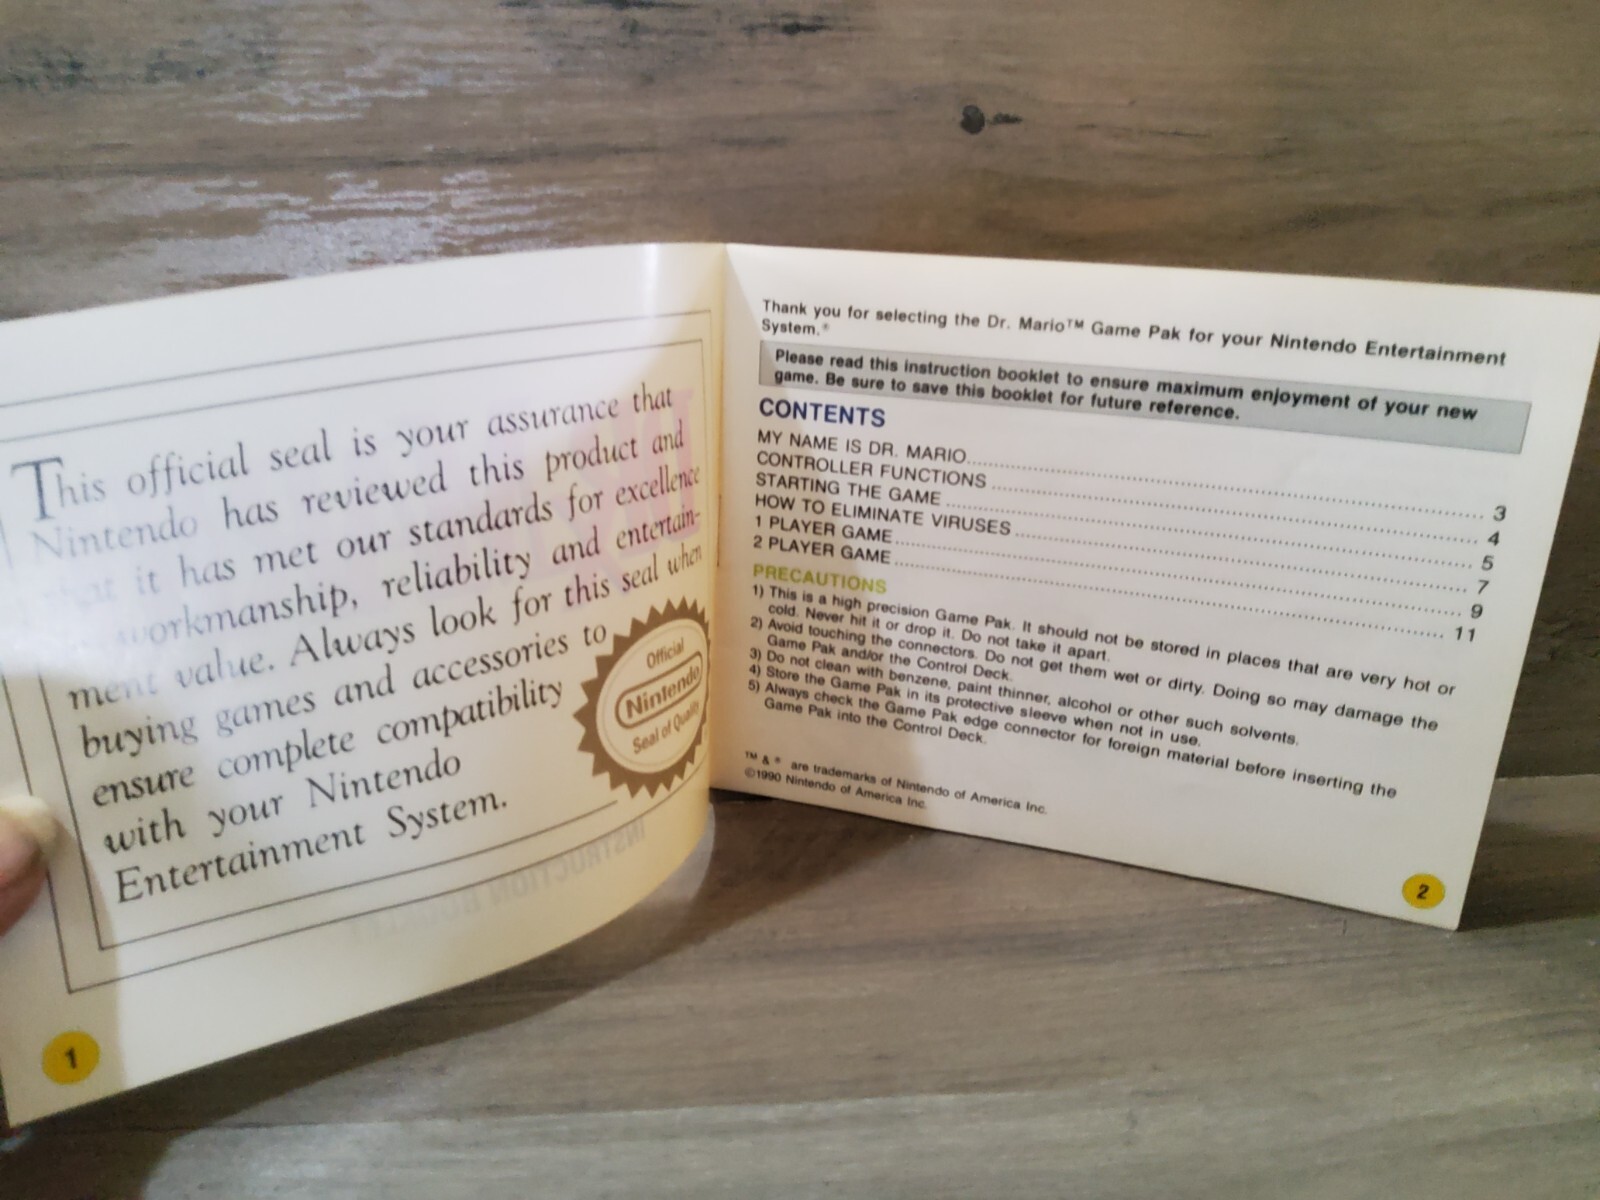 This official seal is your assurance that
Nintendo has reviewed this product and
that it has met our standards for excellence
workmanship, reliability and entertain-
ment value. Always look for this seal when
buying games and accessories to
ensure complete compatibility
with your Nintendo
Entertainment System.
Official
Nintendo
Seal of Quality
INSTRUCTION BOOKLET
1
Thank you for selecting the Dr. Mario™ Game Pak for your Nintendo Entertainment
System.®
Please read this instruction booklet to ensure maximum enjoyment of your new
game. Be sure to save this booklet for future reference.
CONTENTS
MY NAME IS DR. MARIO 3
CONTROLLER FUNCTIONS 4
STARTING THE GAME 5
HOW TO ELIMINATE VIRUSES 7
1 PLAYER GAME 9
2 PLAYER GAME 11
PRECAUTIONS
1) This is a high precision Game Pak. It should not be stored in places that are very hot or
cold. Never hit it or drop it. Do not take it apart.
2) Avoid touching the connectors. Do not get them wet or dirty. Doing so may damage the
Game Pak and/or the Control Deck.
3) Do not clean with benzene, paint thinner, alcohol or other such solvents.
4) Store the Game Pak in its protective sleeve when not in use.
5) Always check the Game Pak edge connector for foreign material before inserting the
Game Pak into the Control Deck.
™ & ® are trademarks of Nintendo of America Inc.
©1990 Nintendo of America Inc.
2